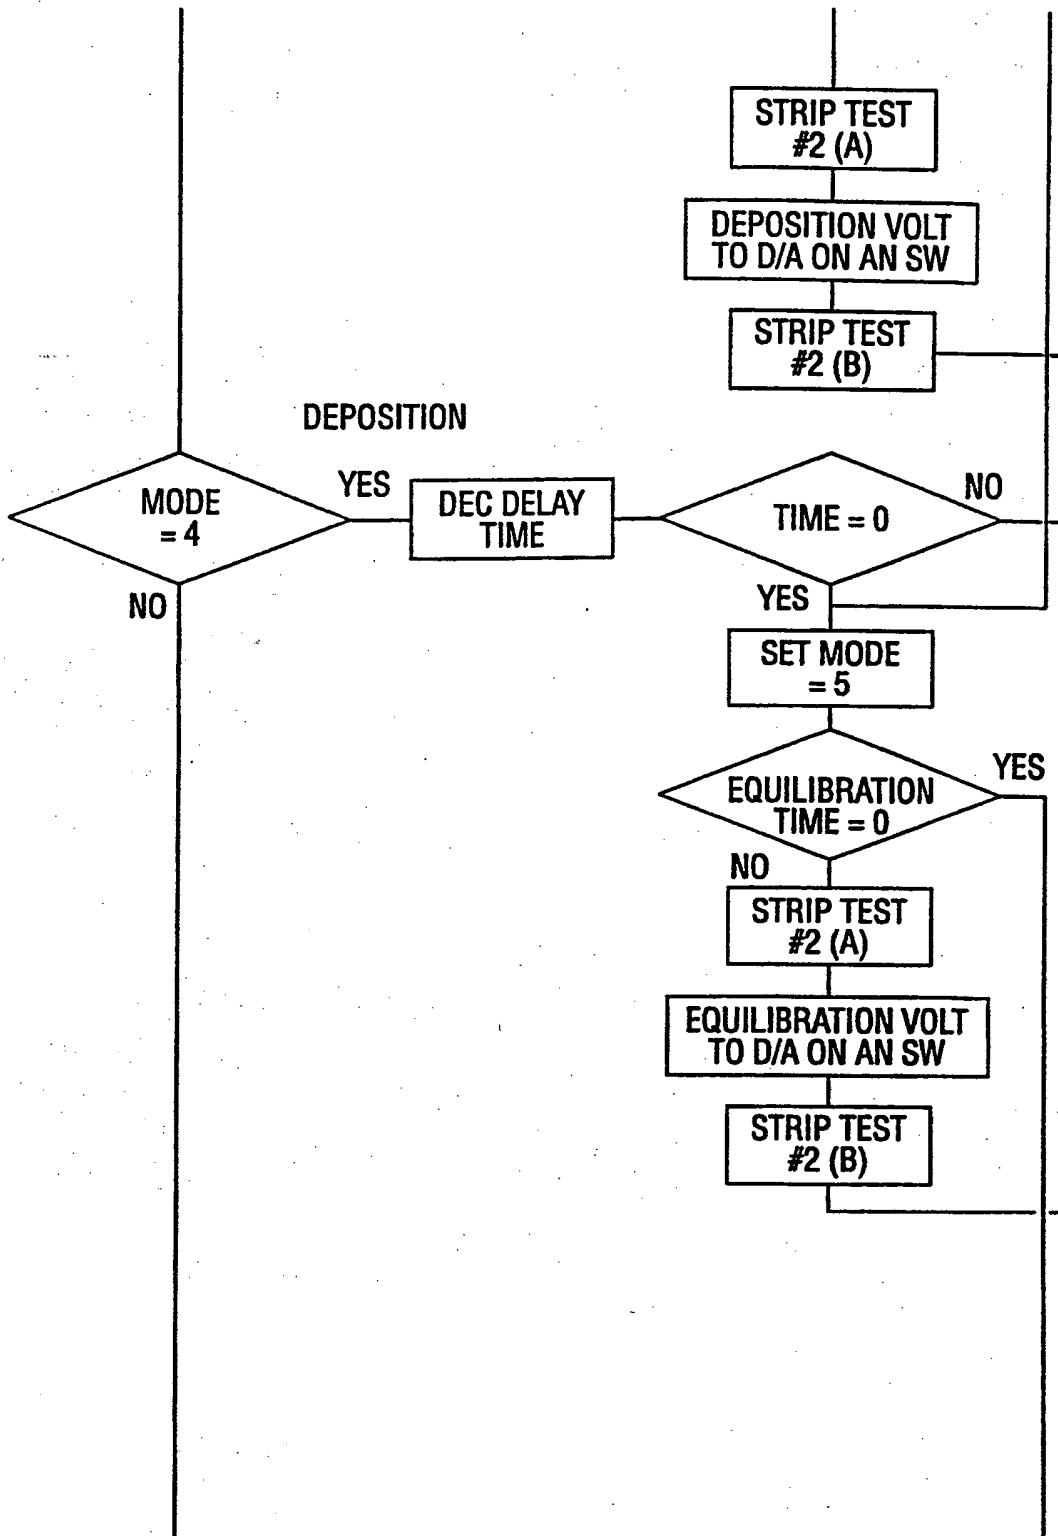 STRIP TEST
#2 (A)
DEPOSITION VOLT
TO D/A ON AN SW
STRIP TEST
#2 (B)
DEPOSITION
MODE
= 4
YES
DEC DELAY
TIME
TIME = 0
NO
NO
YES
SET MODE
= 5
EQUILIBRATION
TIME = 0
YES
NO
STRIP TEST
#2 (A)
EQUILIBRATION VOLT
TO D/A ON AN SW
STRIP TEST
#2 (B)